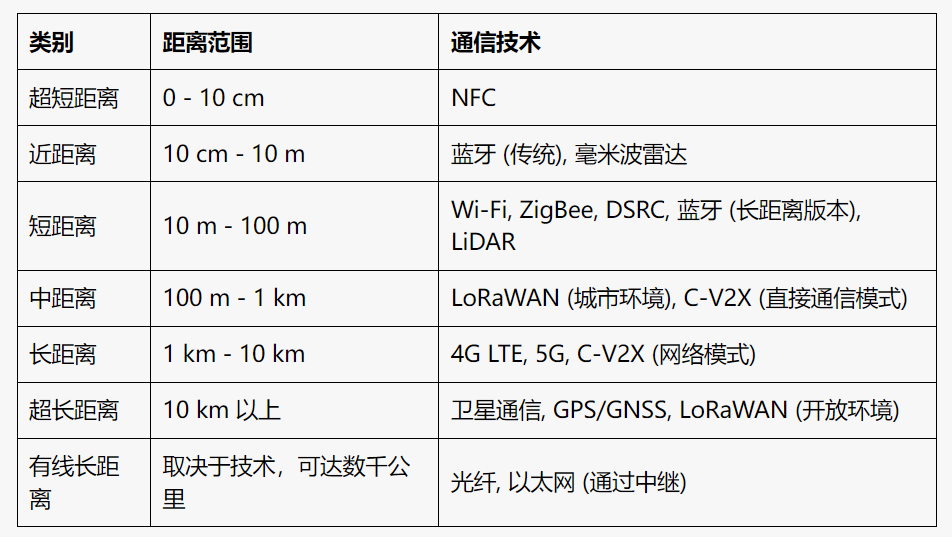 类别 距离范围 通信技术
超短距离 0 - 10 cm NFC
近距离 10 cm - 10 m 蓝牙 (传统), 毫米波雷达
短距离 10 m - 100 m Wi-Fi, ZigBee, DSRC, 蓝牙 (长距离版本),
LiDAR
中距离 100 m - 1 km LoRaWAN (城市环境), C-V2X (直接通信模式)
长距离 1 km - 10 km 4G LTE, 5G, C-V2X (网络模式)
超长距离 10 km 以上 卫星通信, GPS/GNSS, LoRaWAN (开放环境)
有线长距
离
取决于技术，可达数千公
里
光纤, 以太网 (通过中继)